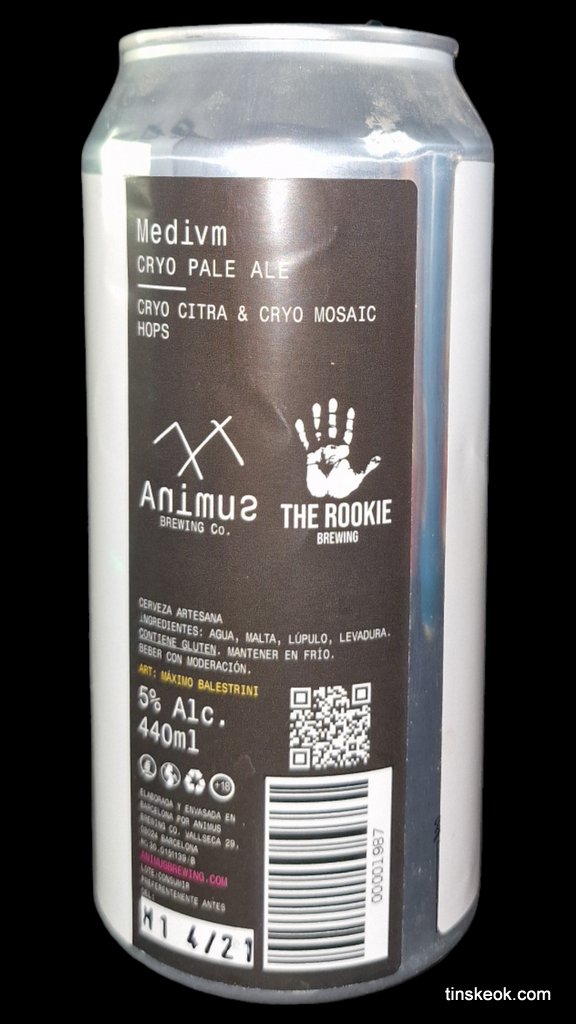 Medivm
CRYO PALE ALE
CRYO CITRA & CRYO MOSAIC
HOPS
Animus
BREWING Co.
THE ROOKIE
BREWING
CERVEZA ARTESANA
INGREDIENTES: AGUA, MALTA, LÚPULO, LEVADURA.
CONTIENE GLUTEN. MANTENER EN FRÍO.
BEBER CON MODERACIÓN.
ART: MÁXIMO BALESTRINI
5% Alc.
440ml
+18
ELABORADA Y ENVASADA EN
BARCELONA POR ANIMUS
BREWING CO. VALLSECA 29,
08024 BARCELONA
ANIMUSBREWING.COM
LOTE/CONSUMIR
PREFERENTEMENTE ANTES
DEL:
M1 4/21
00001987
tinskeok.com